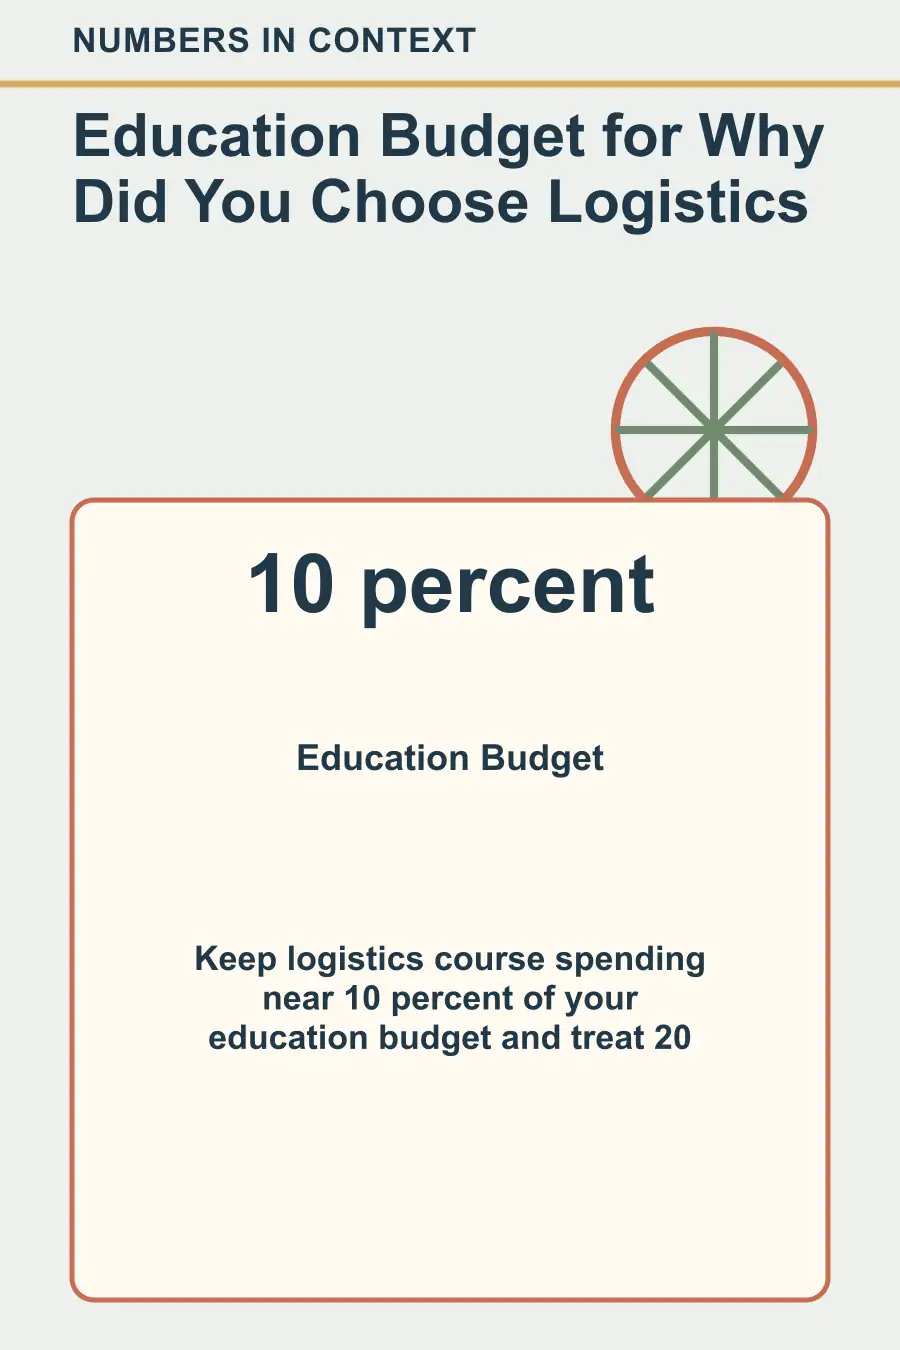 NUMBERS IN CONTEXT
Education Budget for Why
Did You Choose Logistics
10 percent
Education Budget
Keep logistics course spending
near 10 percent of your
education budget and treat 20